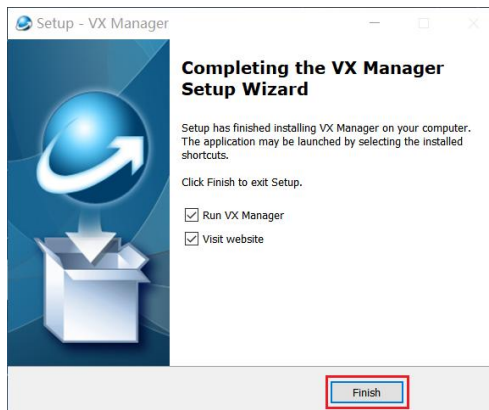 Setup - VX Manager
Completing the VX Manager
Setup Wizard
Setup has finished installing VX Manager on your computer.
The application may be launched by selecting the installed
shortcuts.
Click Finish to exit Setup.
Run VX Manager
Visit website
Finish